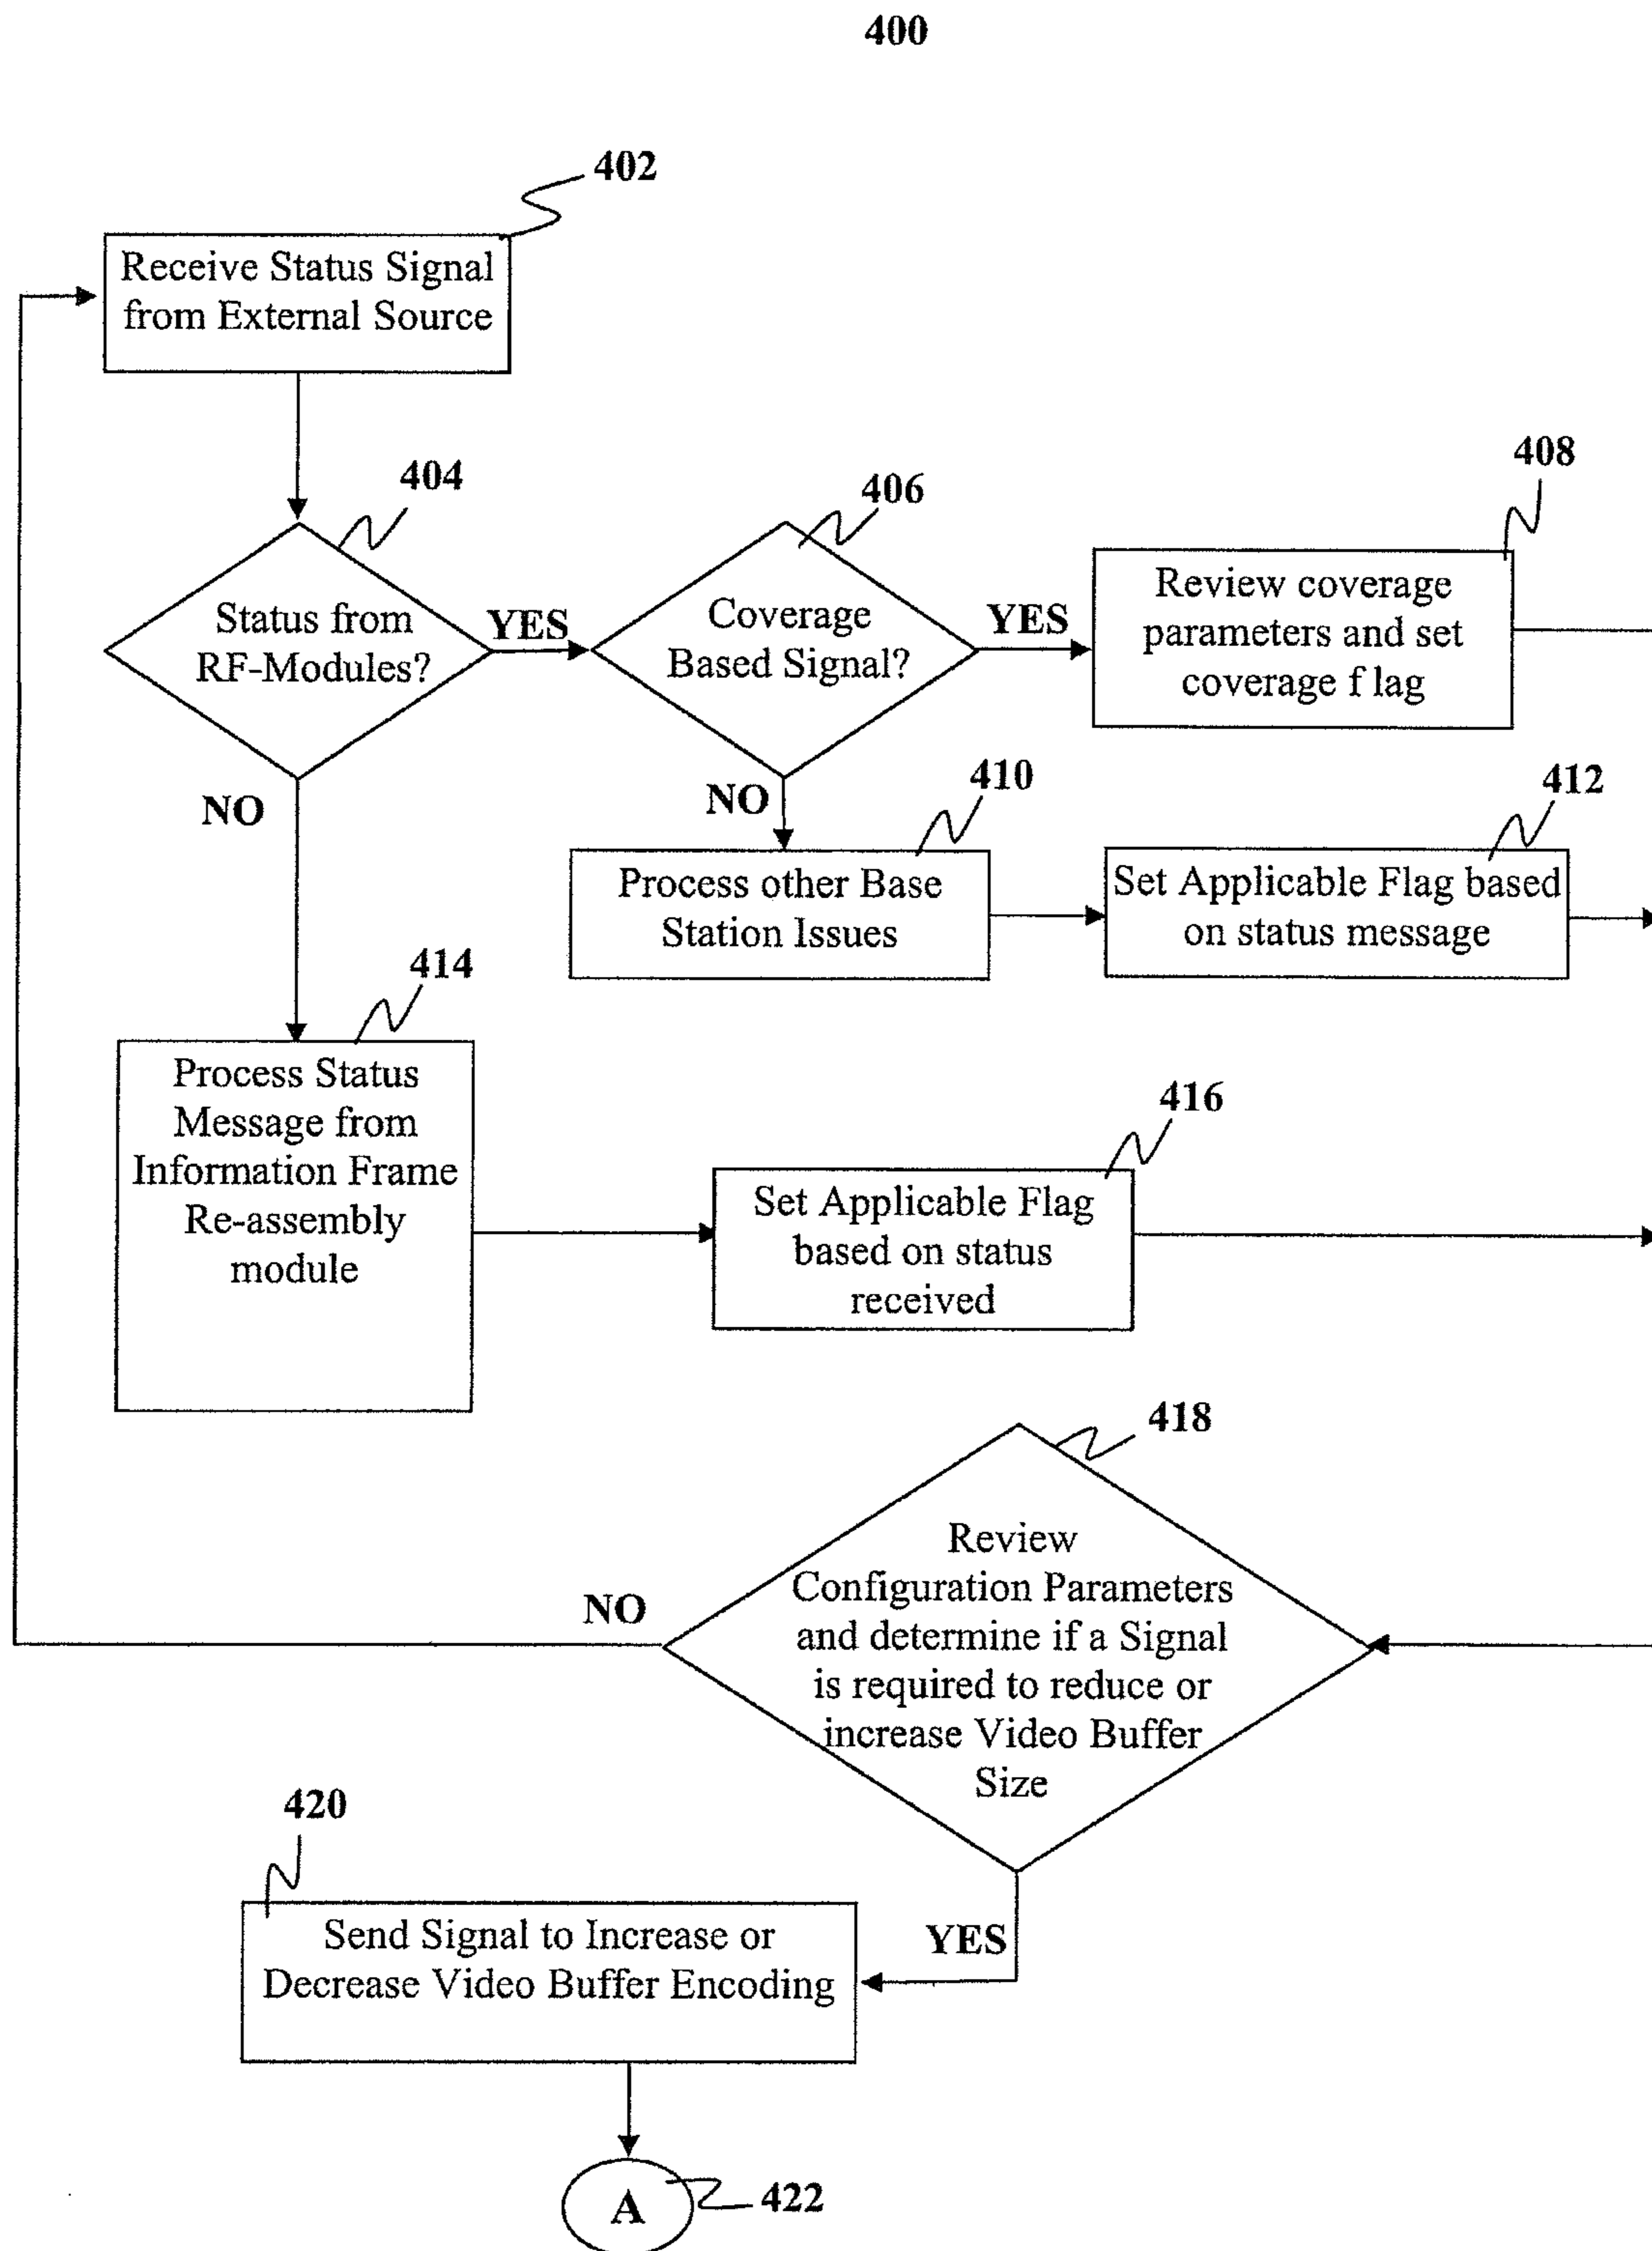 400
402
Receive Status Signal
from External Source
404
Status from
RF-Modules?
YES
406
Coverage
Based Signal?
YES
408
Review coverage
parameters and set
coverage f lag
NO
NO
410
Process other Base
Station Issues
412
Set Applicable Flag based
on status message
414
Process Status
Message from
Information Frame
Re-assembly
module
416
Set Applicable Flag
based on status
received
418
Review
Configuration Parameters
and determine if a Signal
is required to reduce or
increase Video Buffer
Size
NO
YES
420
Send Signal to Increase or
Decrease Video Buffer Encoding
A
422